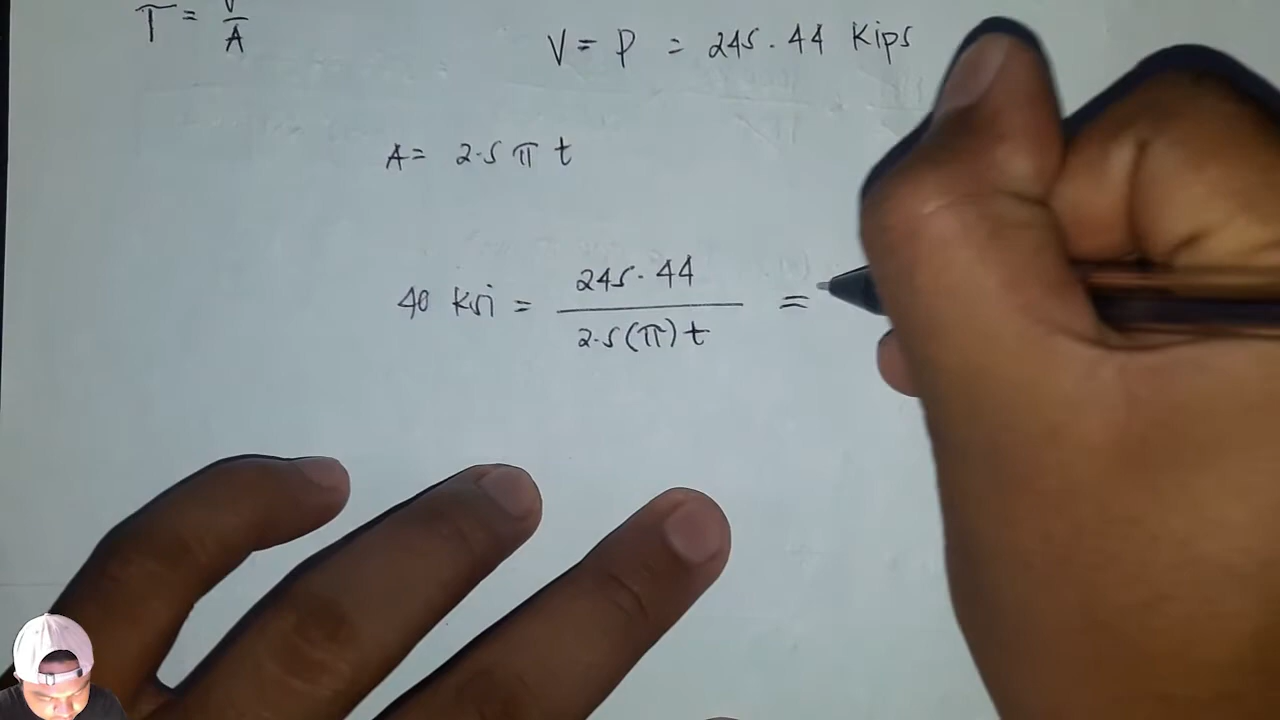 T = V/A
V = P = 245.44 Kips
A = 2.5 π t
40 Ksi = 245.44 / 2.5(π)t =